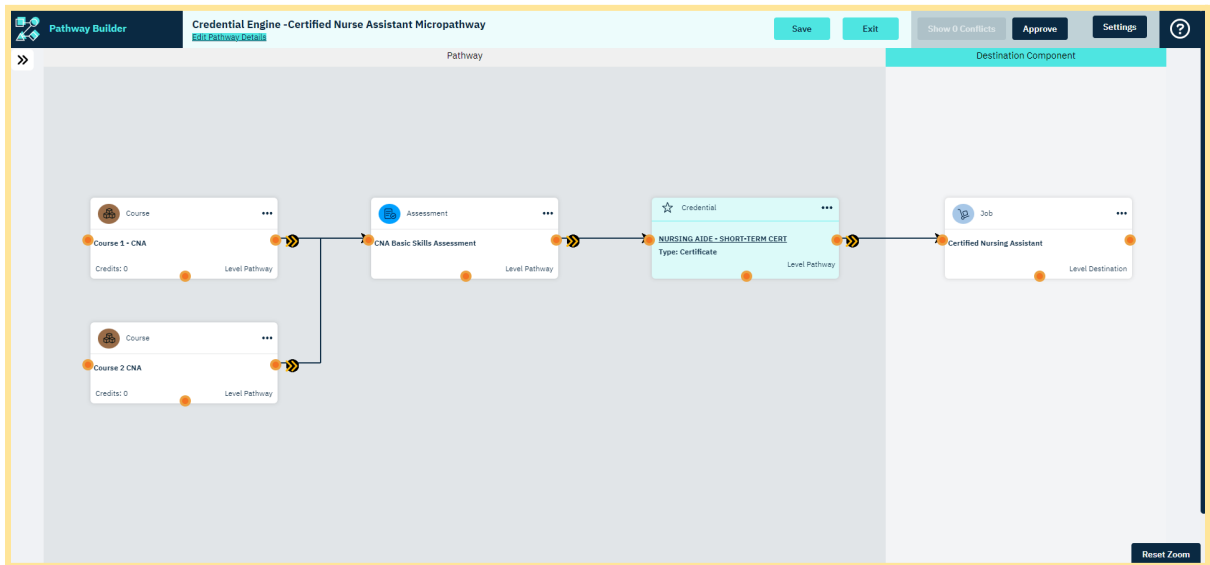 Pathway Builder
Credential Engine -Certified Nurse Assistant Micropathway
Edit Pathway Details
Save
Exit
Show 0 Conflicts
Approve
Settings
?
Pathway
Destination Component
Course
Course 1 - CNA
Credits: 0
Level Pathway
Assessment
CNA Basic Skills Assessment
Level Pathway
Credential
NURSING AIDE - SHORT-TERM CERT
Type: Certificate
Level Pathway
Job
Certified Nursing Assistant
Level Destination
Course
Course 2 CNA
Credits: 0
Level Pathway
Reset Zoom